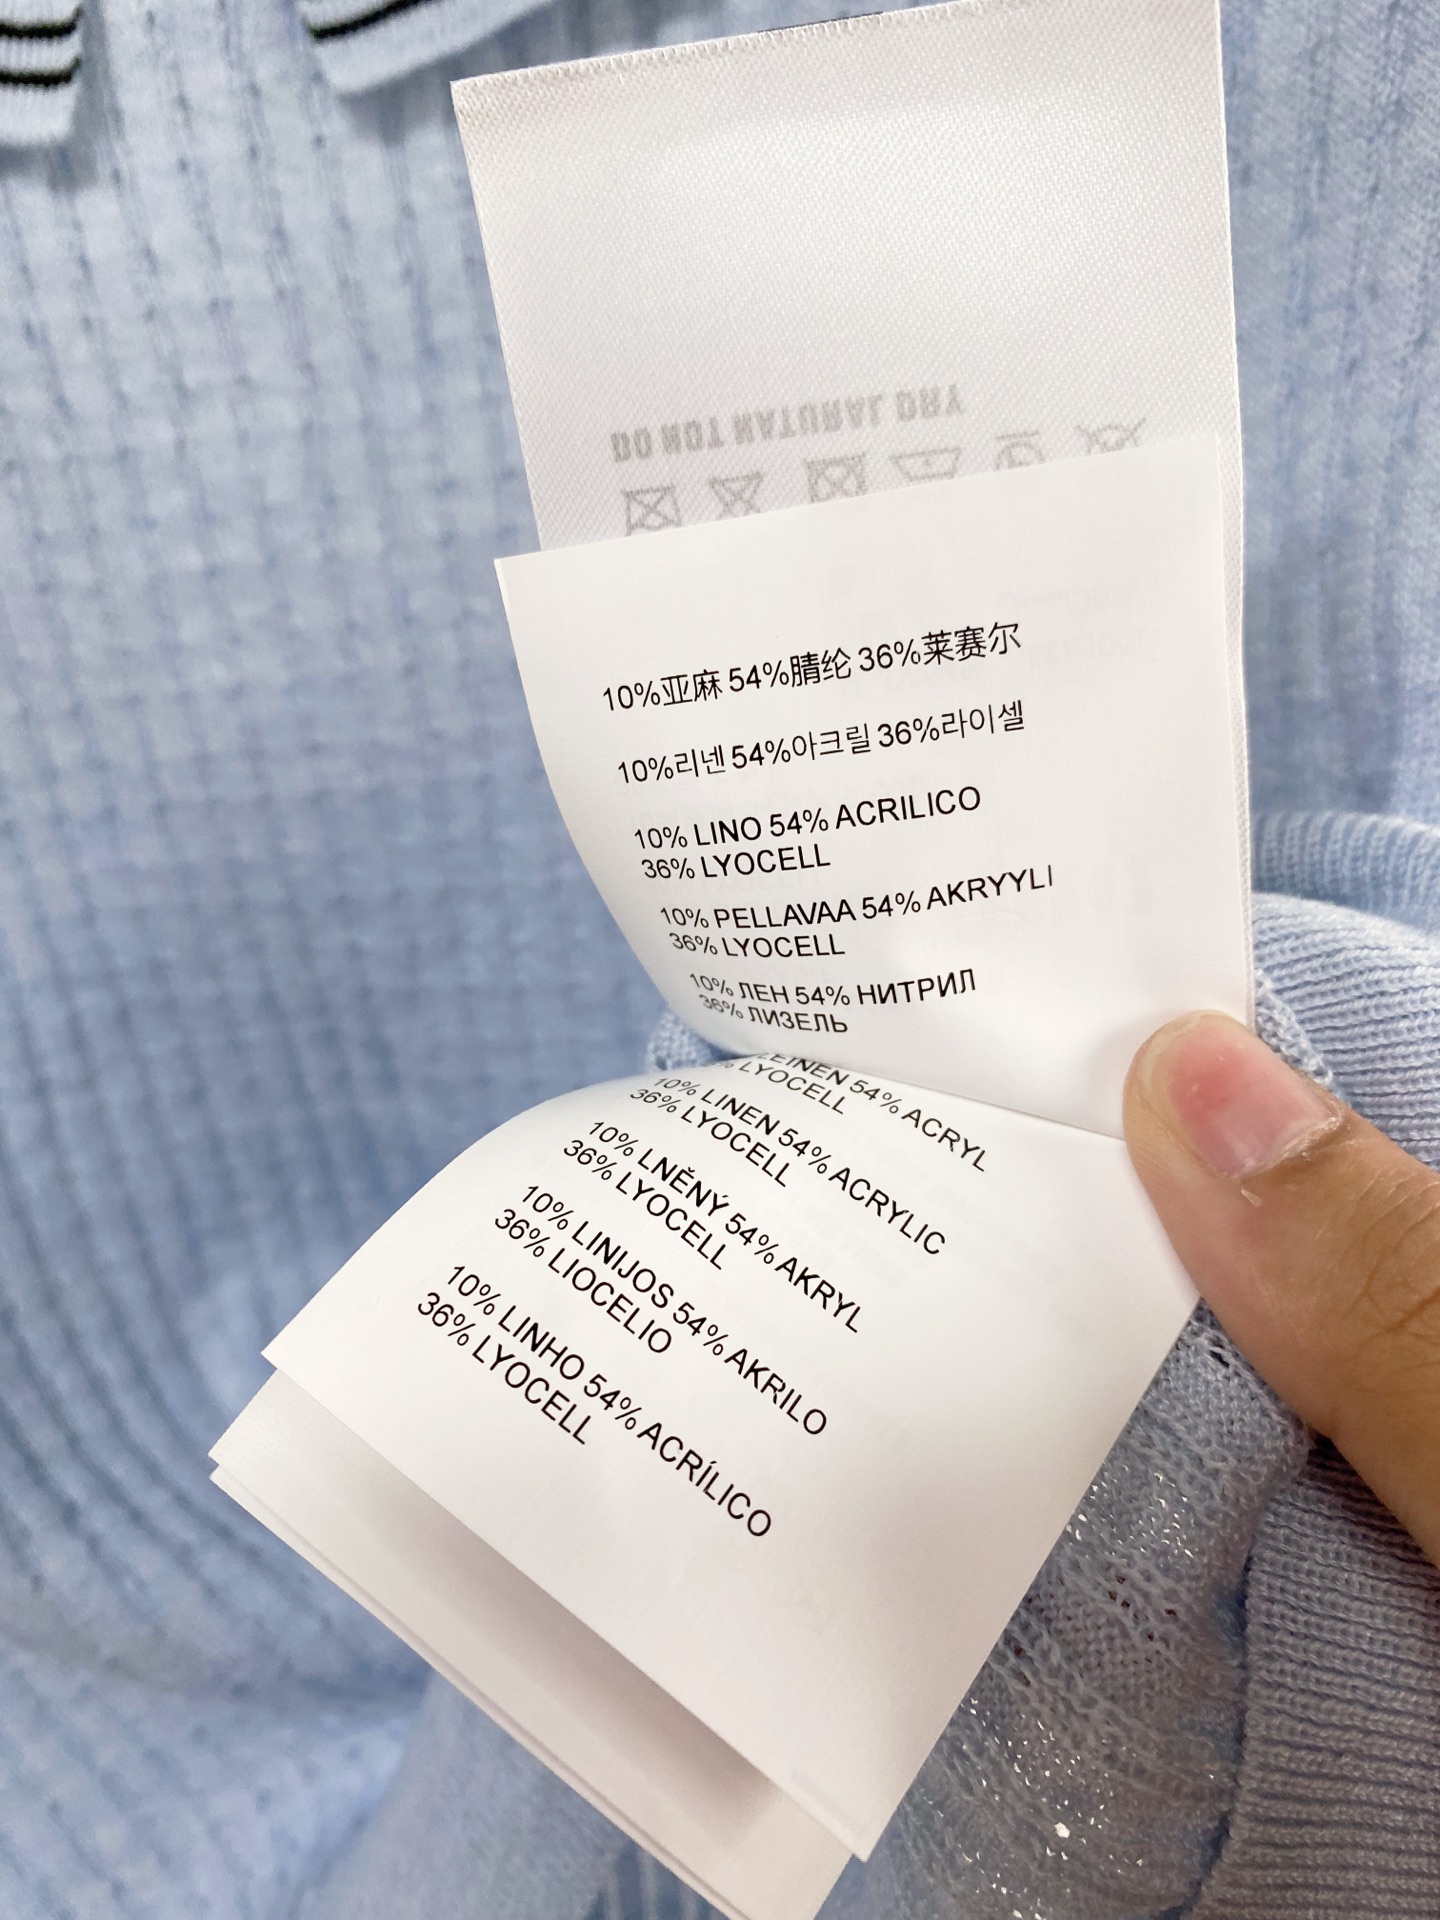 DO NOT NATURAL DRY
10%亚麻 54%腈纶 36%莱赛尔
10%리넨 54%아크릴 36%라이셀
10% LINO 54% ACRILICO
36% LYOCELL
10% PELLAVAA 54% AKRYYLI
36% LYOCELL
10% ЛЕН 54% НИТРИЛ
36% ЛИЗЕЛЬ
LEINEN 54% ACRYL
% LYOCELL
10% LINEN 54% ACRYLIC
36% LYOCELL
10% LNĚNÝ 54% AKRYL
36% LYOCELL
10% LINIJOS 54% AKRILO
36% LIOCELIO
10% LINHO 54% ACRÍLICO
36% LYOCELL